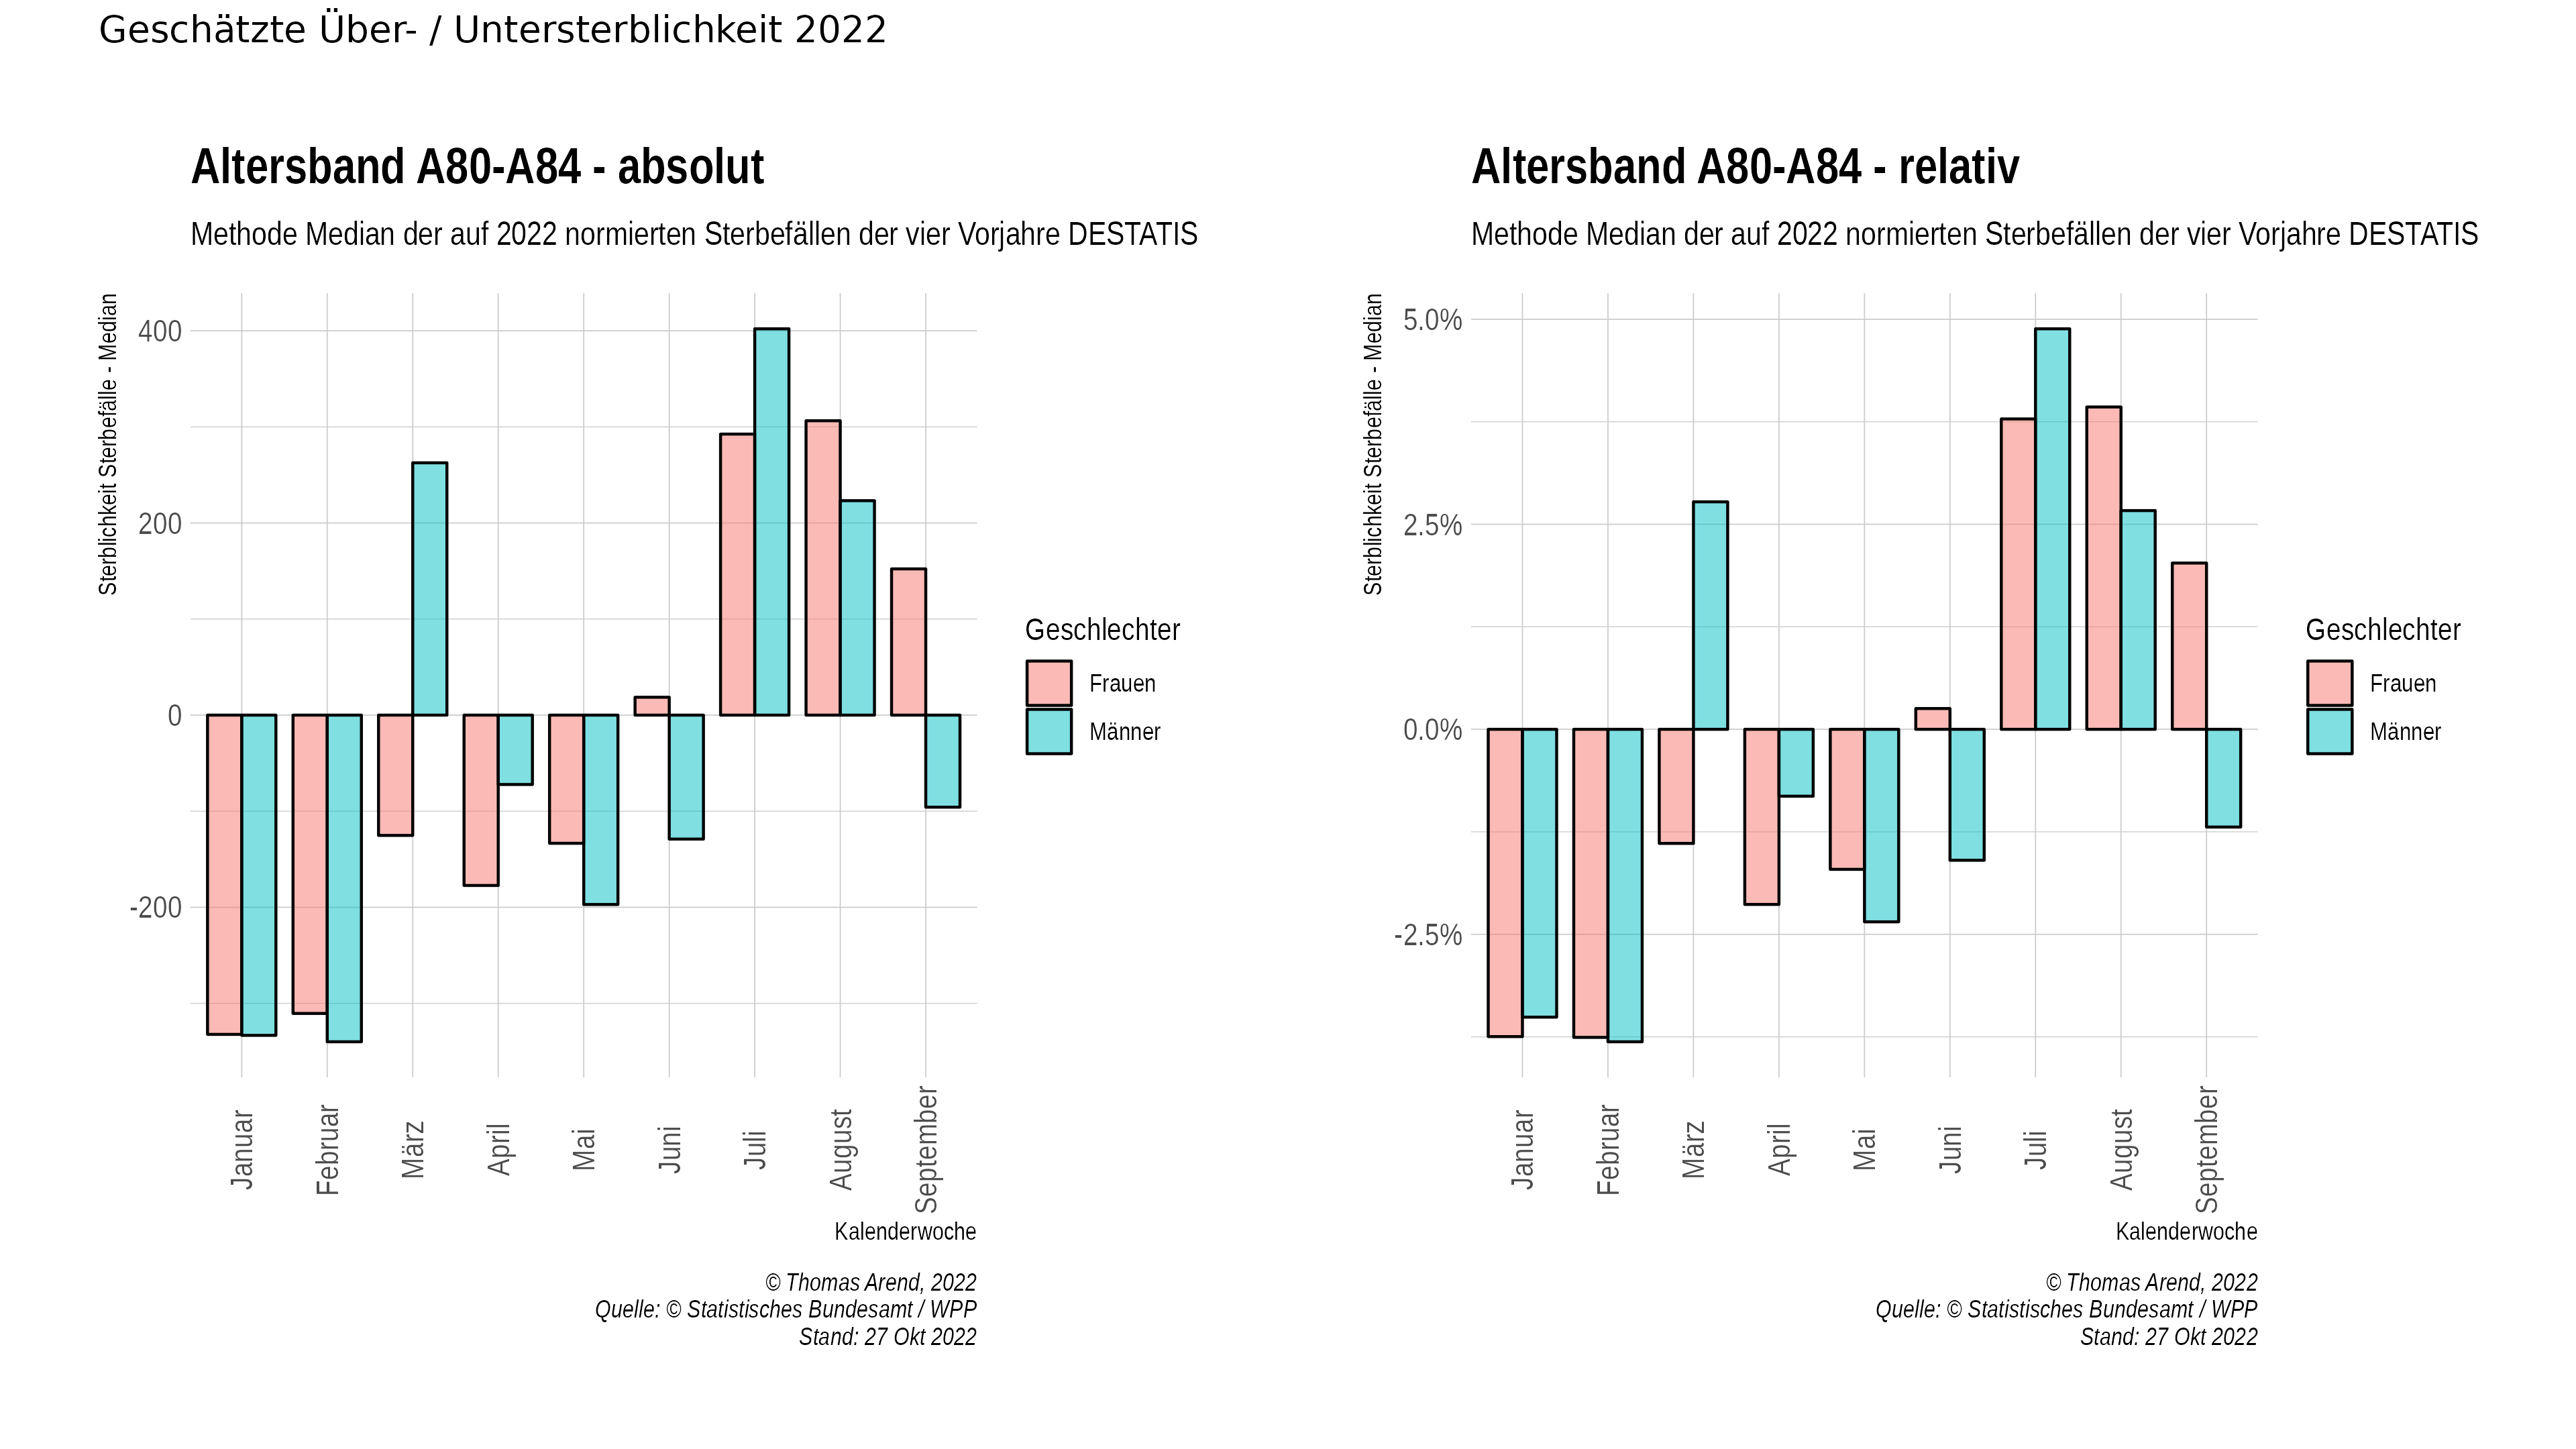 Geschätzte Über- / Untersterblichkeit 2022
Altersband A80-A84 - absolut
Methode Median der auf 2022 normierten Sterbefällen der vier Vorjahre DESTATIS
Sterblichkeit Sterbefälle - Median
400
200
0
-200
Januar
Februar
März
April
Mai
Juni
Juli
August
September
Kalenderwoche
Geschlechter
Frauen
Männer
© Thomas Arend, 2022
Quelle: © Statistisches Bundesamt / WPP
Stand: 27 Okt 2022
Altersband A80-A84 - relativ
Methode Median der auf 2022 normierten Sterbefällen der vier Vorjahre DESTATIS
Sterblichkeit Sterbefälle - Median
5.0%
2.5%
0.0%
-2.5%
Januar
Februar
März
April
Mai
Juni
Juli
August
September
Kalenderwoche
Geschlechter
Frauen
Männer
© Thomas Arend, 2022
Quelle: © Statistisches Bundesamt / WPP
Stand: 27 Okt 2022